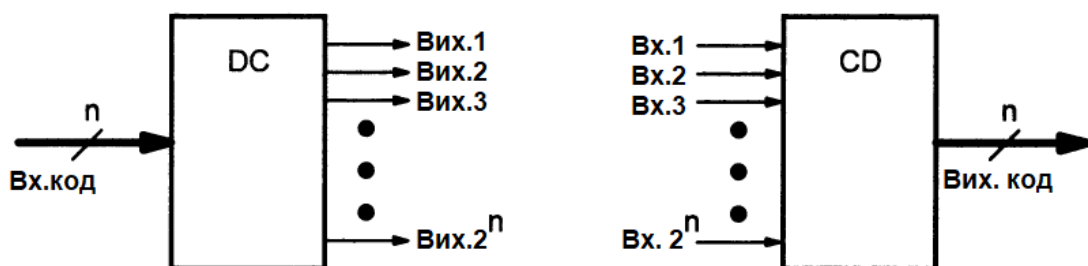 DC
Вих.1
Вих.2
Вих.3
n
Вх.код
Вих.2ⁿ
Вх.1
Вх.2
Вх.3
CD
n
Вих. код
Вх. 2ⁿ